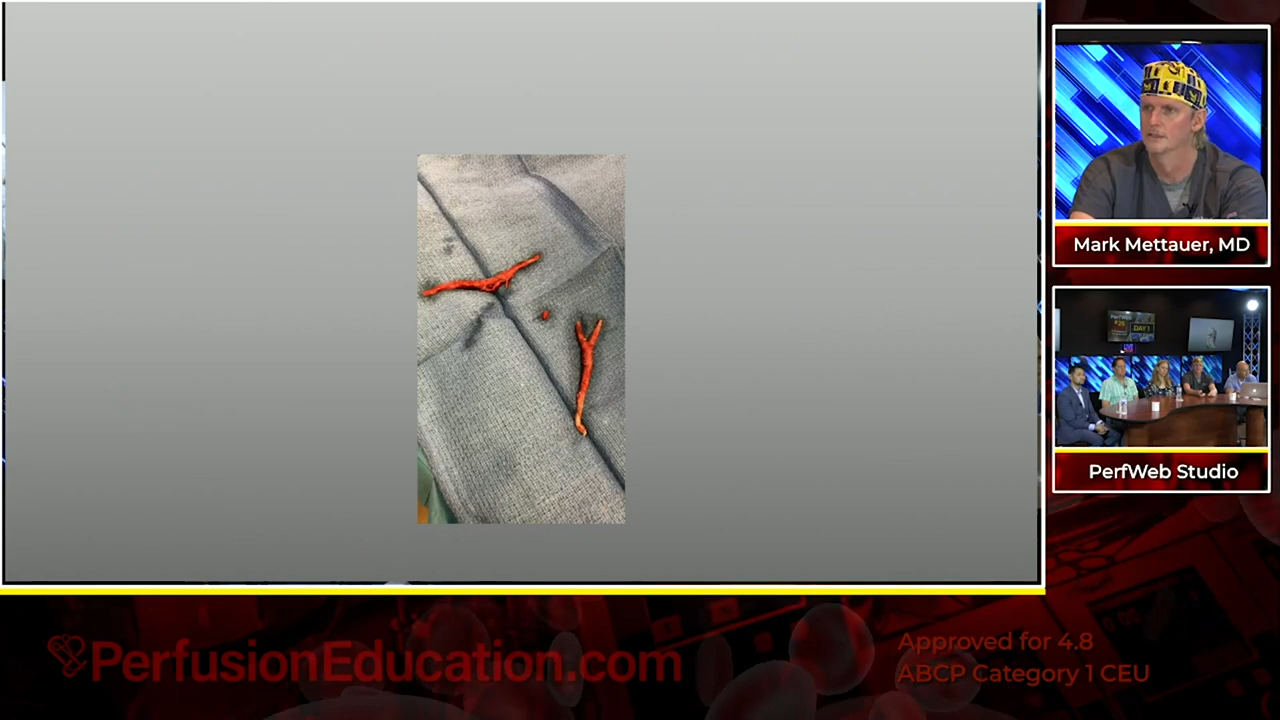 Mark Mettauer, MD
PerfWeb Studio
PerfusionEducation.com
Approved for 4.8
ABCP Category 1 CEU